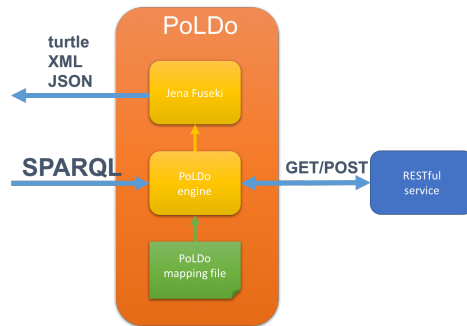 PoLDo
turtle
XML
JSON
Jena Fuseki
SPARQL
PoLDo
engine
GET/POST
RESTful
service
PoLDo
mapping file